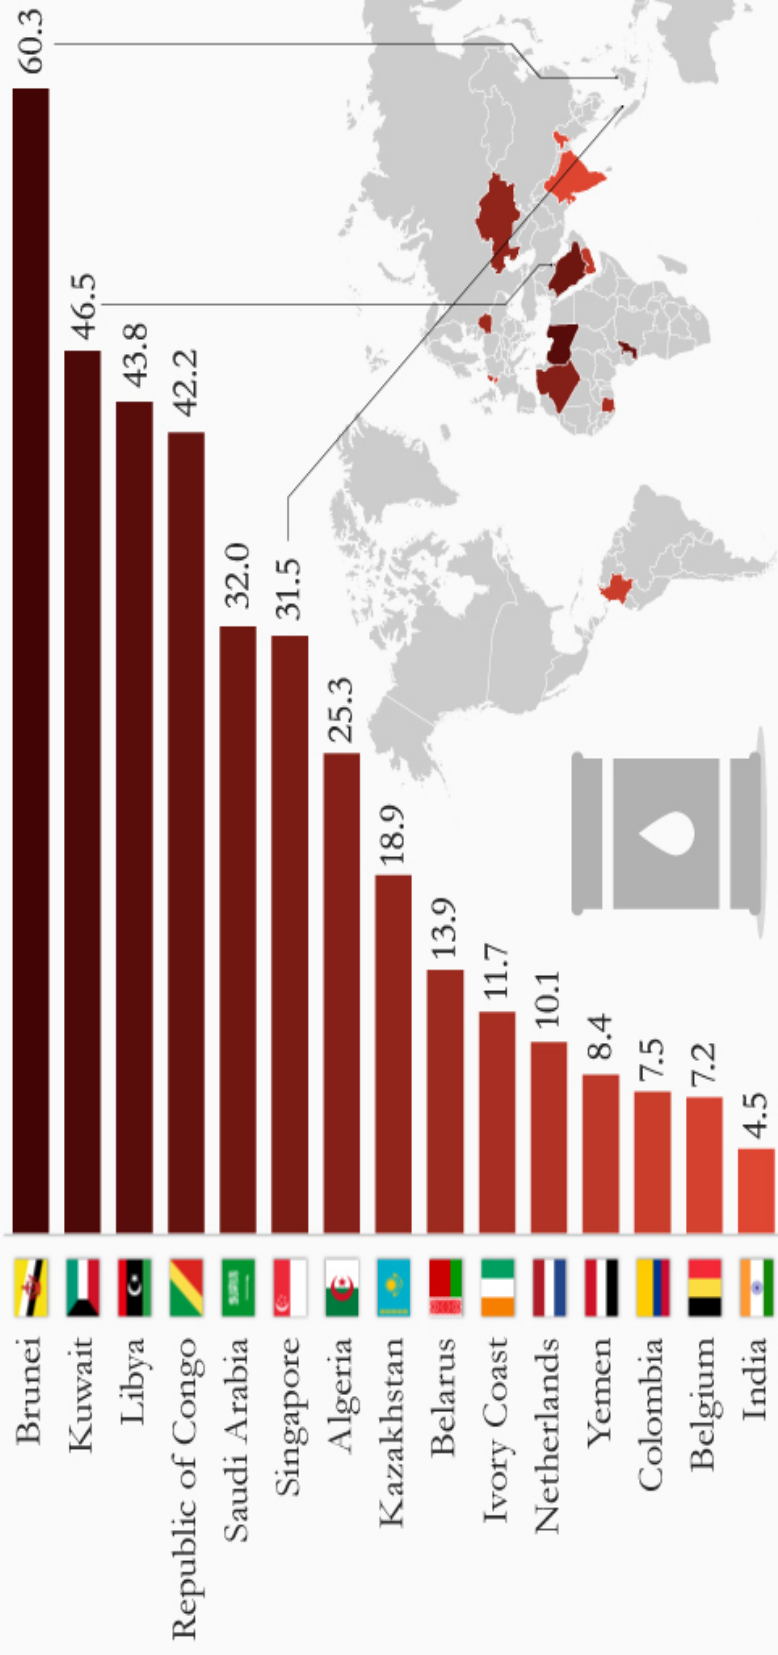 Brunei 60.3
Kuwait 46.5
Libya 43.8
Republic of Congo 42.2
Saudi Arabia 32.0
Singapore 31.5
Algeria 25.3
Kazakhstan 18.9
Belarus 13.9
Ivory Coast 11.7
Netherlands 10.1
Yemen 8.4
Colombia 7.5
Belgium 7.2
India 4.5